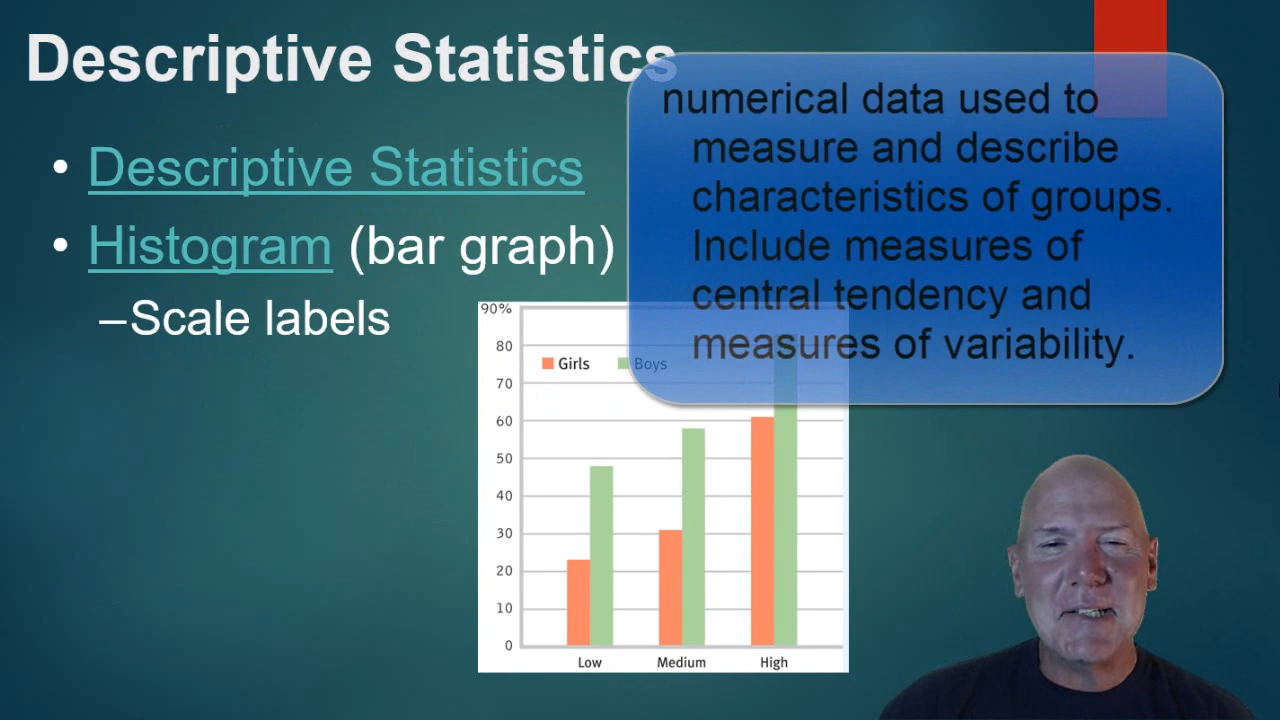 Descriptive Statistics
numerical data used to
measure and describe
characteristics of groups.
Include measures of
central tendency and
measures of variability.
• Descriptive Statistics
• Histogram (bar graph)
–Scale labels
90%
80
70
60
50
40
30
20
10
0
Girls Boys
Low Medium High